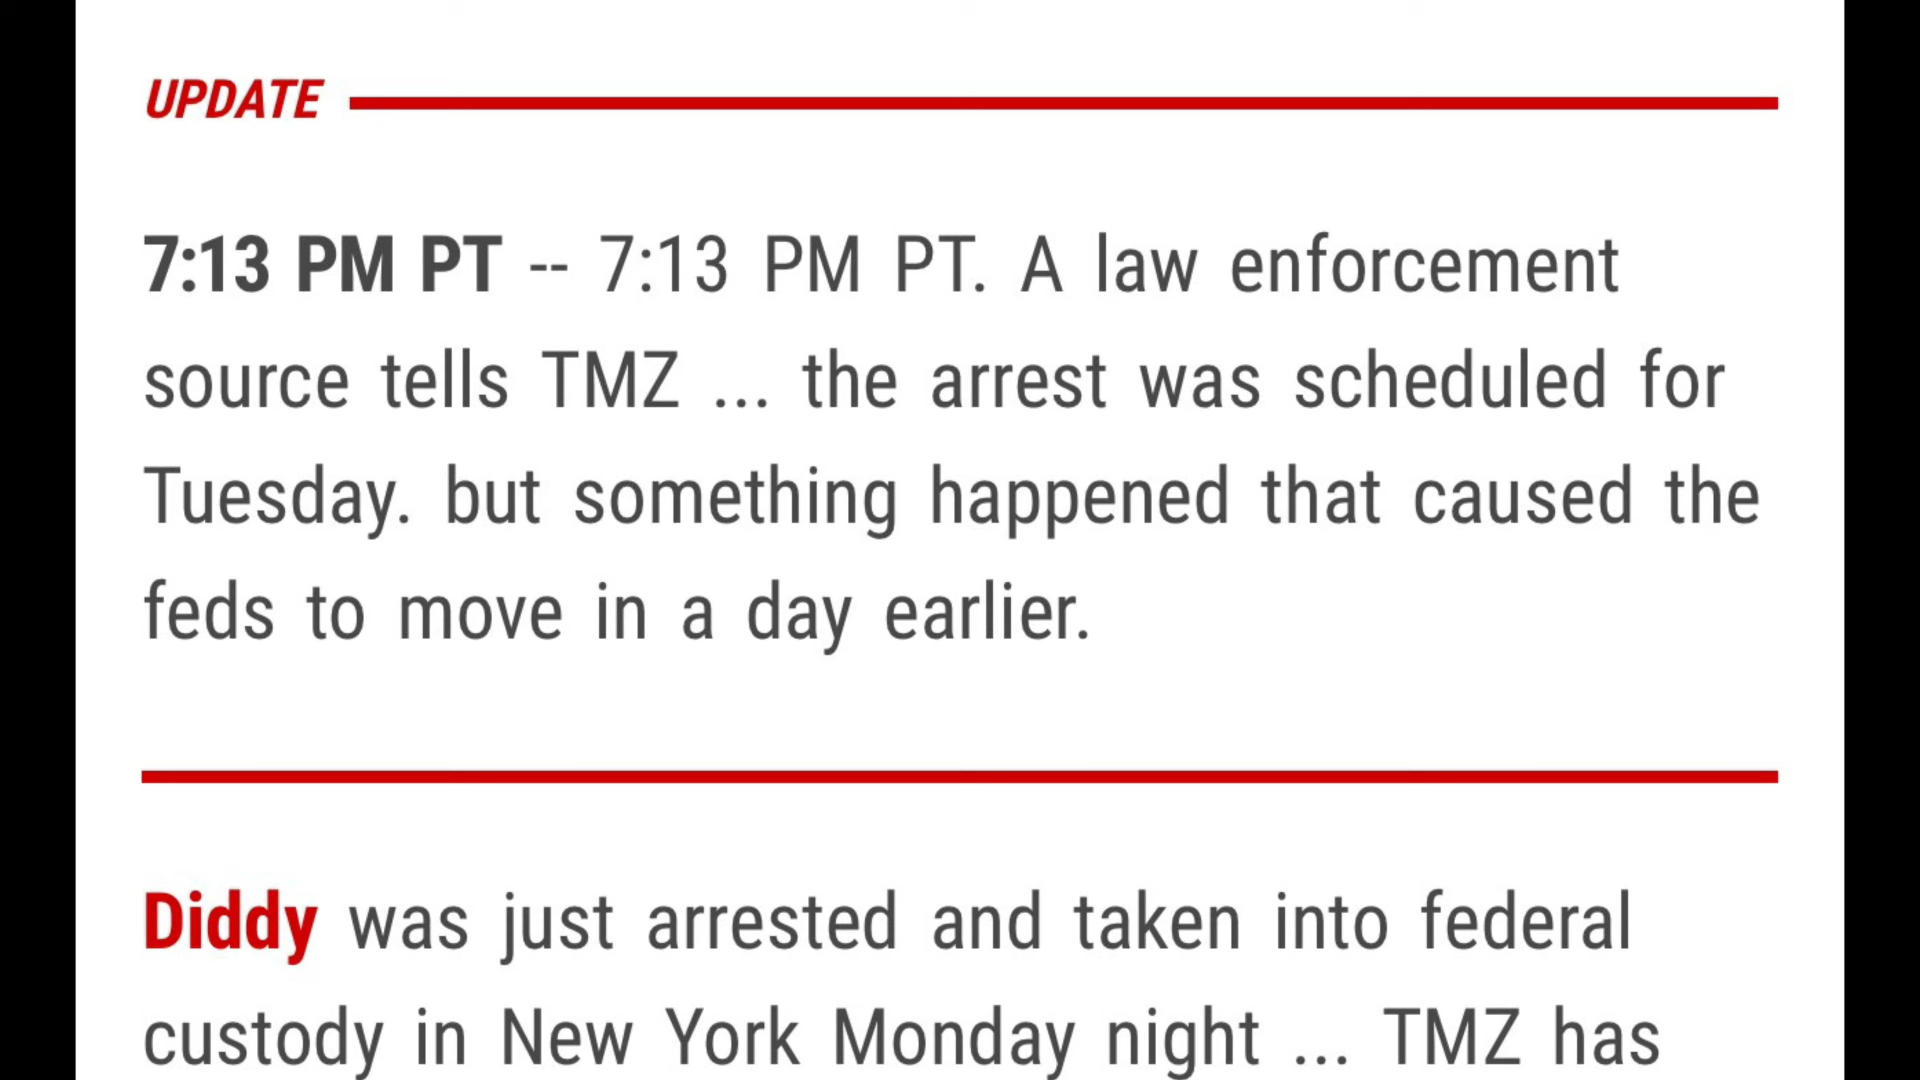 UPDATE
7:13 PM PT -- 7:13 PM PT. A law enforcement
source tells TMZ ... the arrest was scheduled for
Tuesday. but something happened that caused the
feds to move in a day earlier.
Diddy was just arrested and taken into federal
custody in New York Monday night ... TMZ has